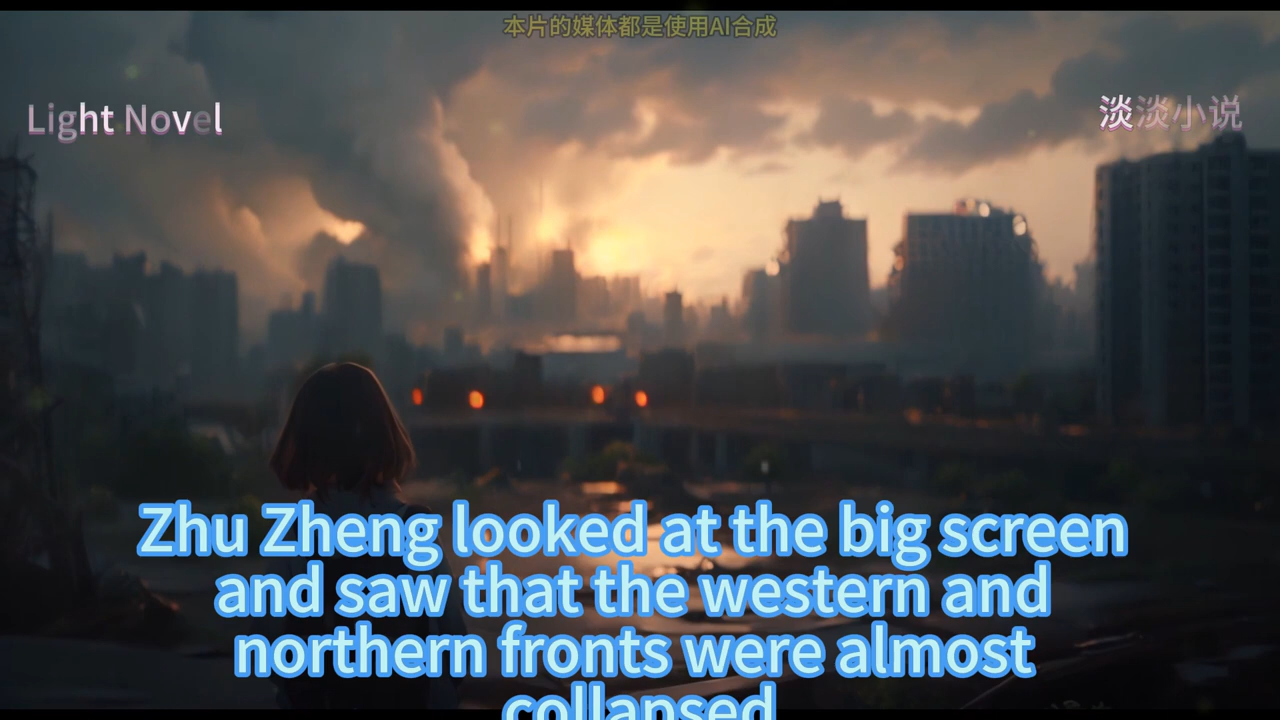 本片的媒体都是使用AI合成
Light Novel
淡淡小说
Zhu Zheng looked at the big screen
and saw that the western and
northern fronts were almost
collapsed